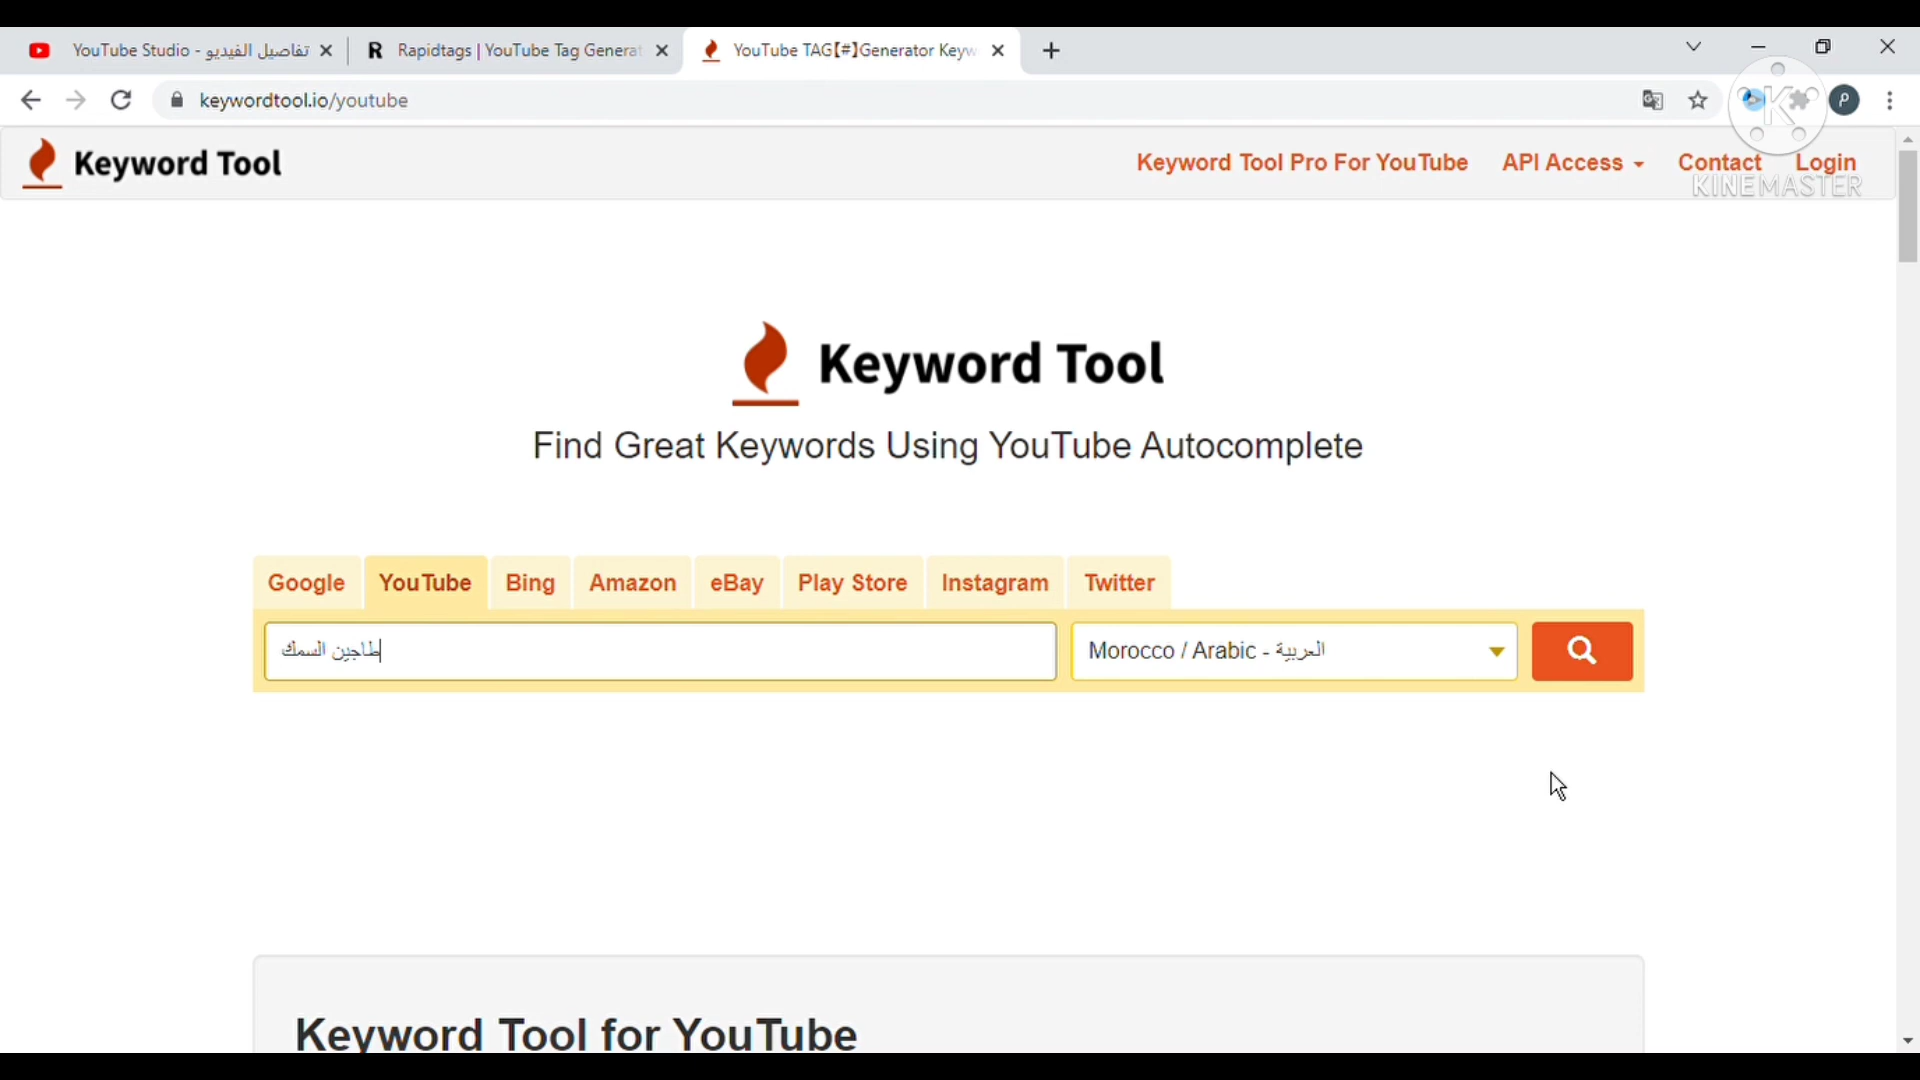 YouTube Studio - تفاصيل الفيديو
Rapidtags | YouTube Tag Generat
YouTube TAG【#】Generator Keyw
keywordtool.io/youtube
Keyword Tool
Keyword Tool Pro For YouTube
API Access
Contact
Login
KINEMASTER
Keyword Tool
Find Great Keywords Using YouTube Autocomplete
Google
YouTube
Bing
Amazon
eBay
Play Store
Instagram
Twitter
طاجين السمك
Morocco / Arabic - العربية
Keyword Tool for YouTube